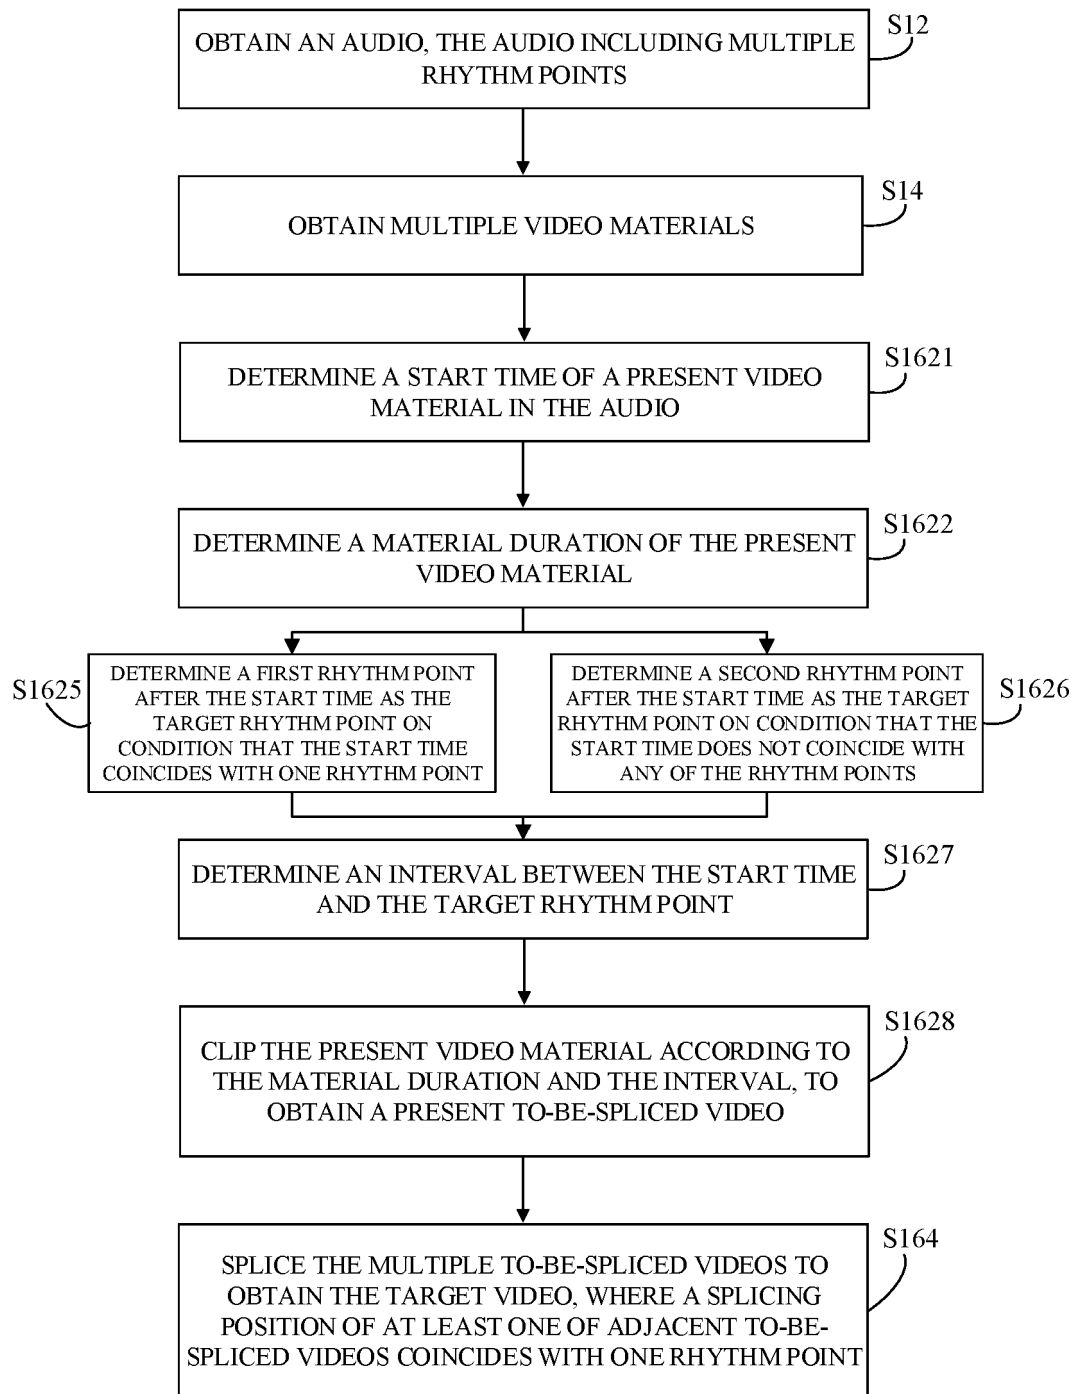 S12
OBTAIN AN AUDIO, THE AUDIO INCLUDING MULTIPLE
RHYTHM POINTS
S14
OBTAIN MULTIPLE VIDEO MATERIALS
S1621
DETERMINE A START TIME OF A PRESENT VIDEO
MATERIAL IN THE AUDIO
S1622
DETERMINE A MATERIAL DURATION OF THE PRESENT
VIDEO MATERIAL
S1625
DETERMINE A FIRST RHYTHM POINT
AFTER THE START TIME AS THE
TARGET RHYTHM POINT ON
CONDITION THAT THE START TIME
COINCIDES WITH ONE RHYTHM POINT
DETERMINE A SECOND RHYTHM POINT
AFTER THE START TIME AS THE TARGET
RHYTHM POINT ON CONDITION THAT THE
START TIME DOES NOT COINCIDE WITH
ANY OF THE RHYTHM POINTS
S1626
S1627
DETERMINE AN INTERVAL BETWEEN THE START TIME
AND THE TARGET RHYTHM POINT
S1628
CLIP THE PRESENT VIDEO MATERIAL ACCORDING TO
THE MATERIAL DURATION AND THE INTERVAL, TO
OBTAIN A PRESENT TO-BE-SPLICED VIDEO
S164
SPLICE THE MULTIPLE TO-BE-SPLICED VIDEOS TO
OBTAIN THE TARGET VIDEO, WHERE A SPLICING
POSITION OF AT LEAST ONE OF ADJACENT TO-BE-
SPLICED VIDEOS COINCIDES WITH ONE RHYTHM POINT